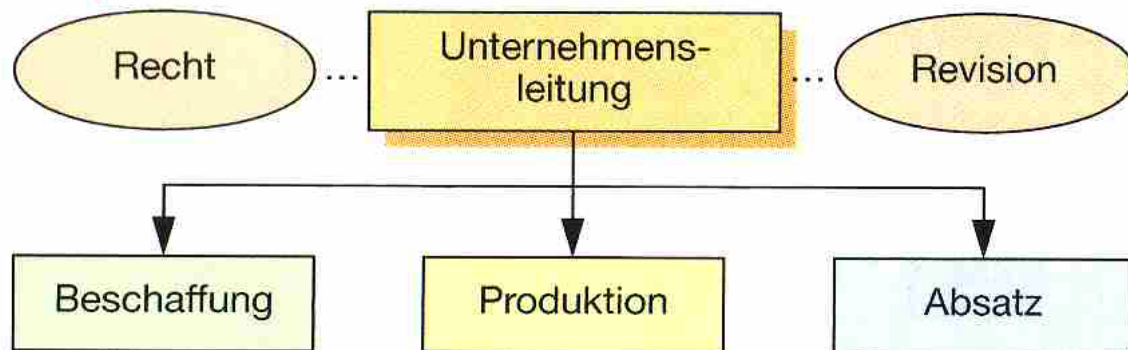 Recht ... Unternehmens- ... Revision
leitung
Beschaffung Produktion Absatz